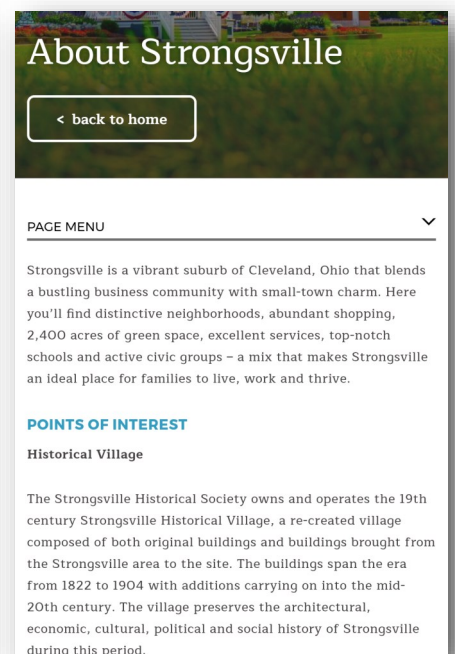 About Strongsville
< back to home
PAGE MENU
Strongsville is a vibrant suburb of Cleveland, Ohio that blends
a bustling business community with small-town charm. Here
you'll find distinctive neighborhoods, abundant shopping,
2,400 acres of green space, excellent services, top-notch
schools and active civic groups – a mix that makes Strongsville
an ideal place for families to live, work and thrive.
POINTS OF INTEREST
Historical Village
The Strongsville Historical Society owns and operates the 19th
century Strongsville Historical Village, a re-created village
composed of both original buildings and buildings brought from
the Strongsville area to the site. The buildings span the era
from 1822 to 1904 with additions carrying on into the mid-
20th century. The village preserves the architectural,
economic, cultural, political and social history of Strongsville
during this period.